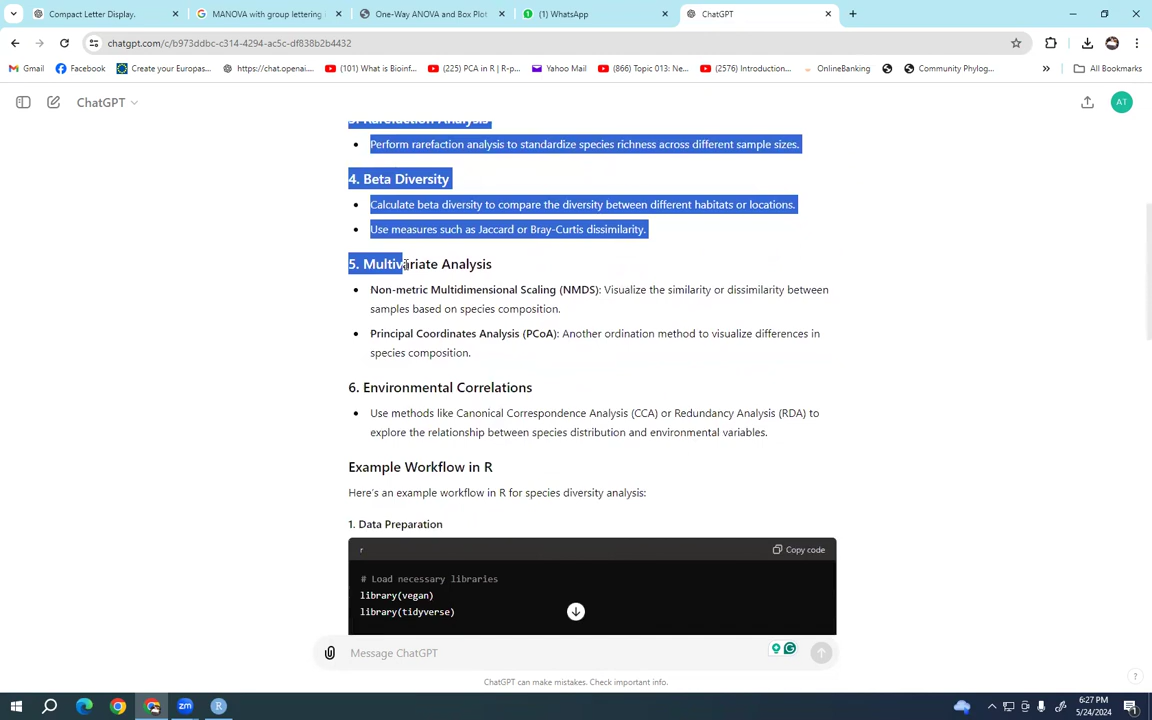 Compact Letter Display.
MANOVA with group lettering
One-Way ANOVA and Box Plot
(1) WhatsApp
ChatGPT
chatgpt.com/c/b973ddbc-c314-4294-ac5c-df838b2b4432
Gmail
Facebook
Create your Europas...
https://chat.openai....
(101) What is Bioinf...
(225) PCA in R | R-p...
Yahoo Mail
(866) Topic 013: Ne...
(2576) Introduction...
OnlineBanking
Community Phylog...
All Bookmarks
ChatGPT
AT
3. Rarefaction Analysis
• Perform rarefaction analysis to standardize species richness across different sample sizes.
4. Beta Diversity
• Calculate beta diversity to compare the diversity between different habitats or locations.
• Use measures such as Jaccard or Bray-Curtis dissimilarity.
5. Multivariate Analysis
• Non-metric Multidimensional Scaling (NMDS): Visualize the similarity or dissimilarity between
samples based on species composition.
• Principal Coordinates Analysis (PCoA): Another ordination method to visualize differences in
species composition.
6. Environmental Correlations
• Use methods like Canonical Correspondence Analysis (CCA) or Redundancy Analysis (RDA) to
explore the relationship between species distribution and environmental variables.
Example Workflow in R
Here's an example workflow in R for species diversity analysis:
1. Data Preparation
r
Copy code
# Load necessary libraries
library(vegan)
library(tidyverse)
Message ChatGPT
ChatGPT can make mistakes. Check important info.
?
6:27 PM
5/24/2024